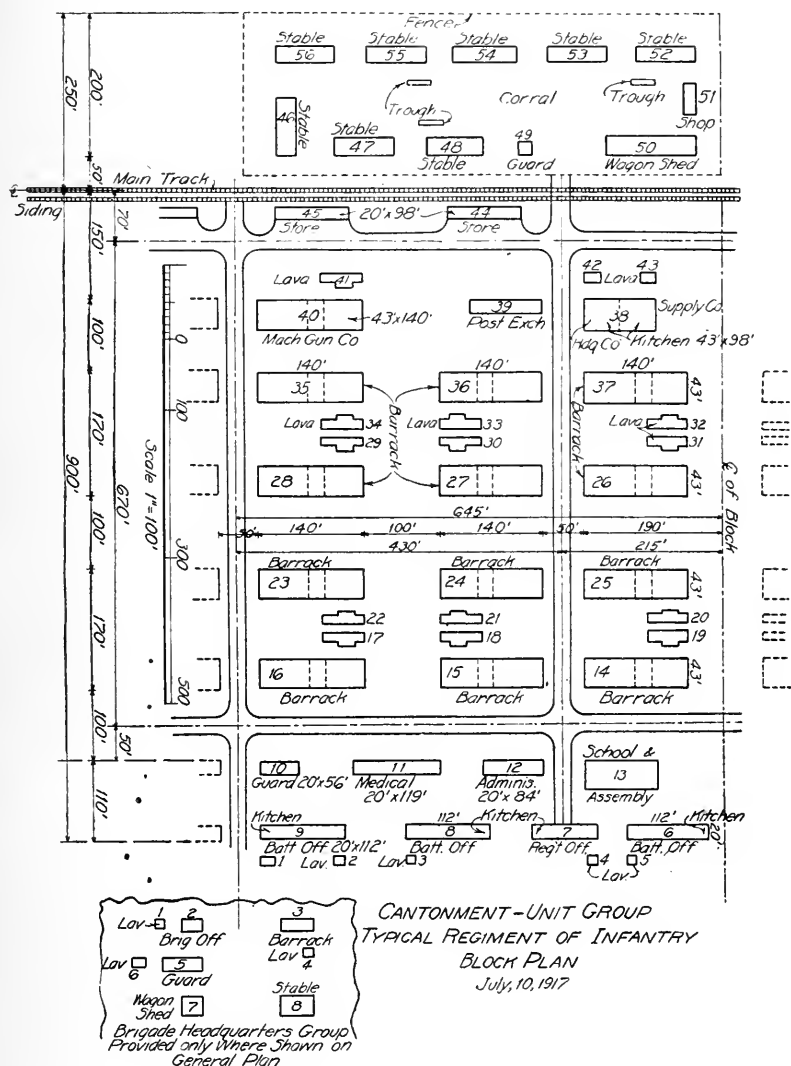 Fence
Stable Stable Stable Stable Stable
56 55 54 53 52
Trough Corral Trough
46 Stable
51 Shop
Stable
47 48 49 50
Stable Guard Wagon Shed
200'
250'
50'
Main Track
℄
Siding
70'
150'
45 20'x98' 44
Store Store
Lava 41
42 43
Lava
40 43'x140'
Mach Gun Co
39
Post Exch
38 Supply Co.
Hdq Co Kitchen 43'x98'
100'
0
140' 140' 140'
35 36 37 43'
Barrack Barrack
Lava 34 Lava 33 Lava 32
29 30 31
28 27 26 43'
170'
100
Scale 1"=100'
900'
670'
℄ of Block
645'
50' 140' 100' 140' 50' 190'
430' 215'
100'
300
Barrack Barrack Barrack
23 24 25 43'
22 21 20
17 18 19
16 15 14 43'
Barrack Barrack Barrack
170'
500
100'
50'
10 11 12
Guard 20'x56' Medical Adminis.
20'x119' 20'x84'
School &
13
Assembly
110'
Kitchen 112' Kitchen 112' Kitchen
9 8 7 6 20'
Batt Off 20'x112' Batt. Off Reg't Off. Batt. Off
1 Lav. 2 Lav. 3 4 5
Lav.
CANTONMENT-UNIT GROUP
TYPICAL REGIMENT OF INFANTRY
BLOCK PLAN
July, 10, 1917
1 2 3
Lav
Brig Off Barrack
Lav 6 5 Lav 4
Guard
Wagon Shed 7 Stable 8
Brigade Headquarters Group
Provided only Where Shown on
General Plan